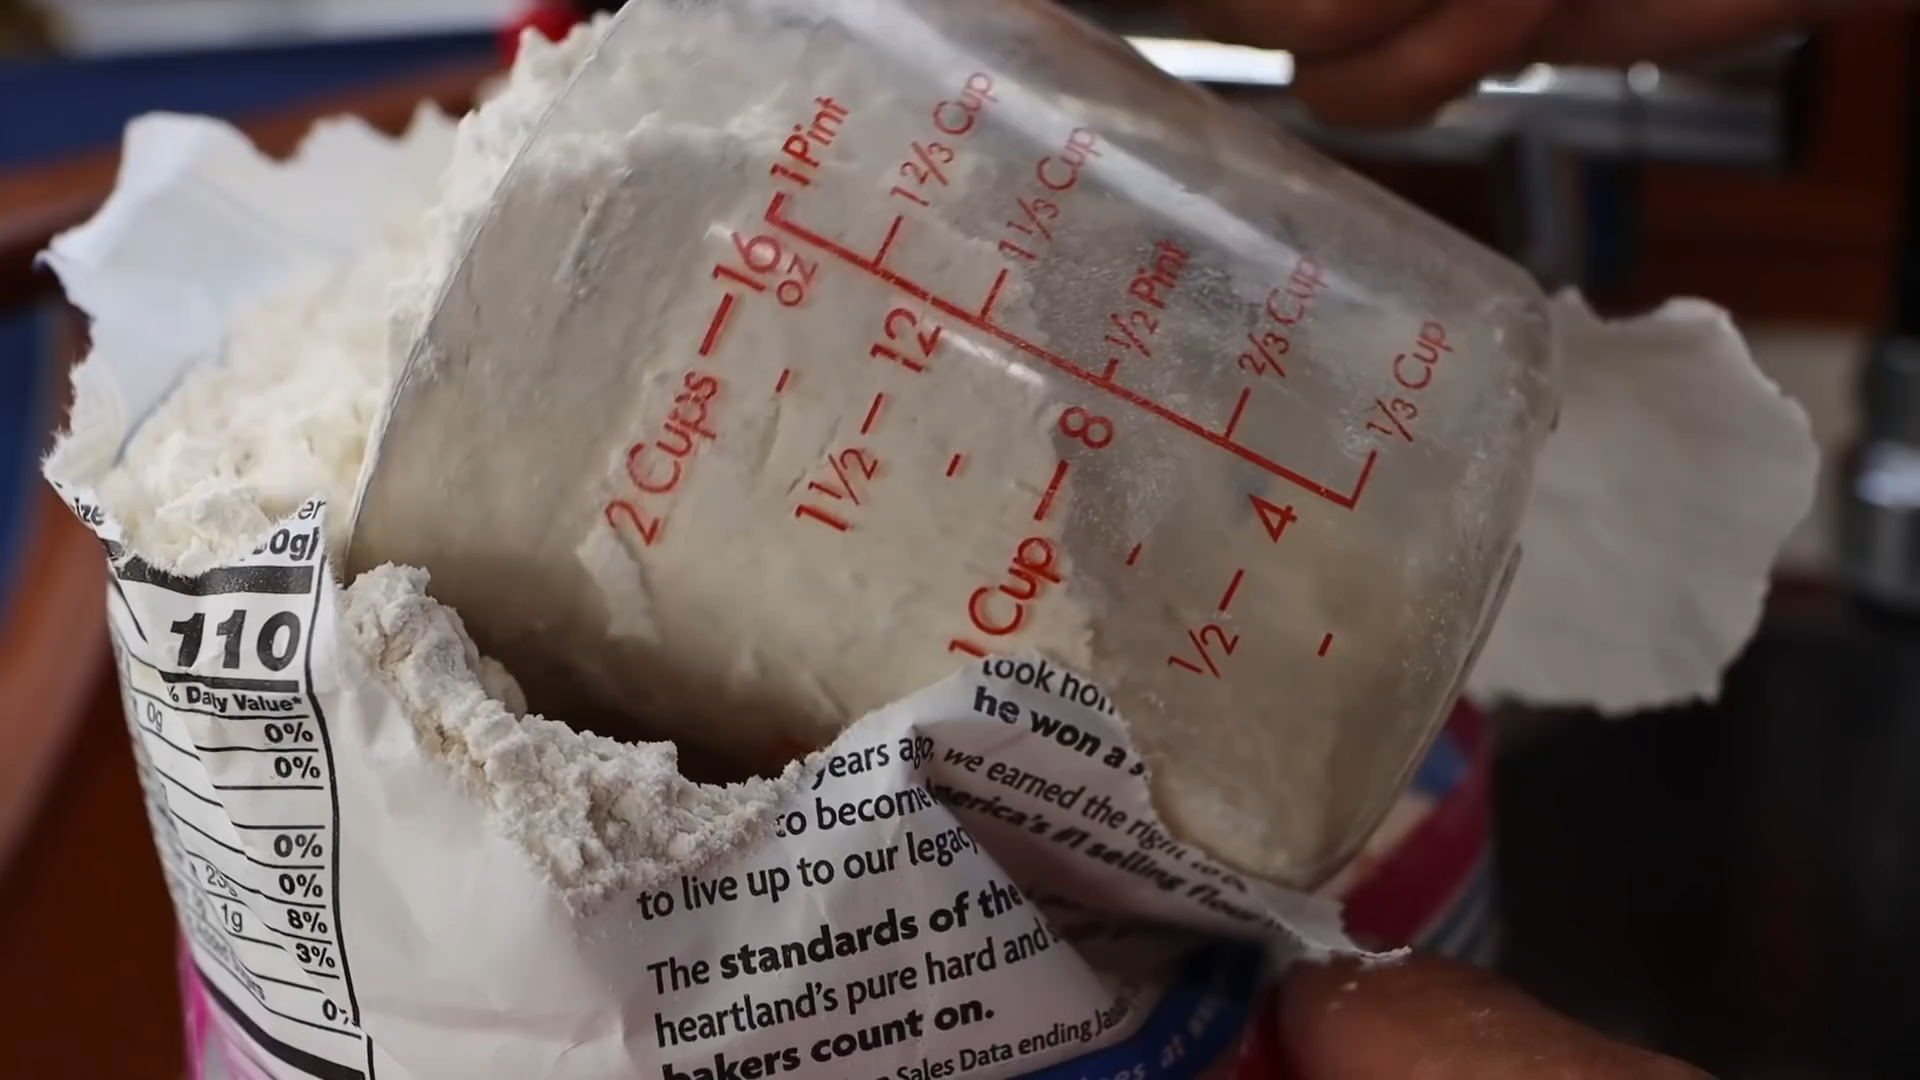 2 Cups – 16 oz
1 Pint
1 2/3 Cup
1 1/2 – 12
1 1/3 Cup
1 Cup – 8
1/2 Pint
2/3 Cup
1/2 – 4
1/3 Cup
110
% Daily Value*
0g 0%
0%
0%
0%
1g 8%
3%
took
he won a
years ago, we earned the right
to become America's #1 selling flour
to live up to our legacy
The standards of the
heartland's pure hard and
bakers count on.
Sales Data ending